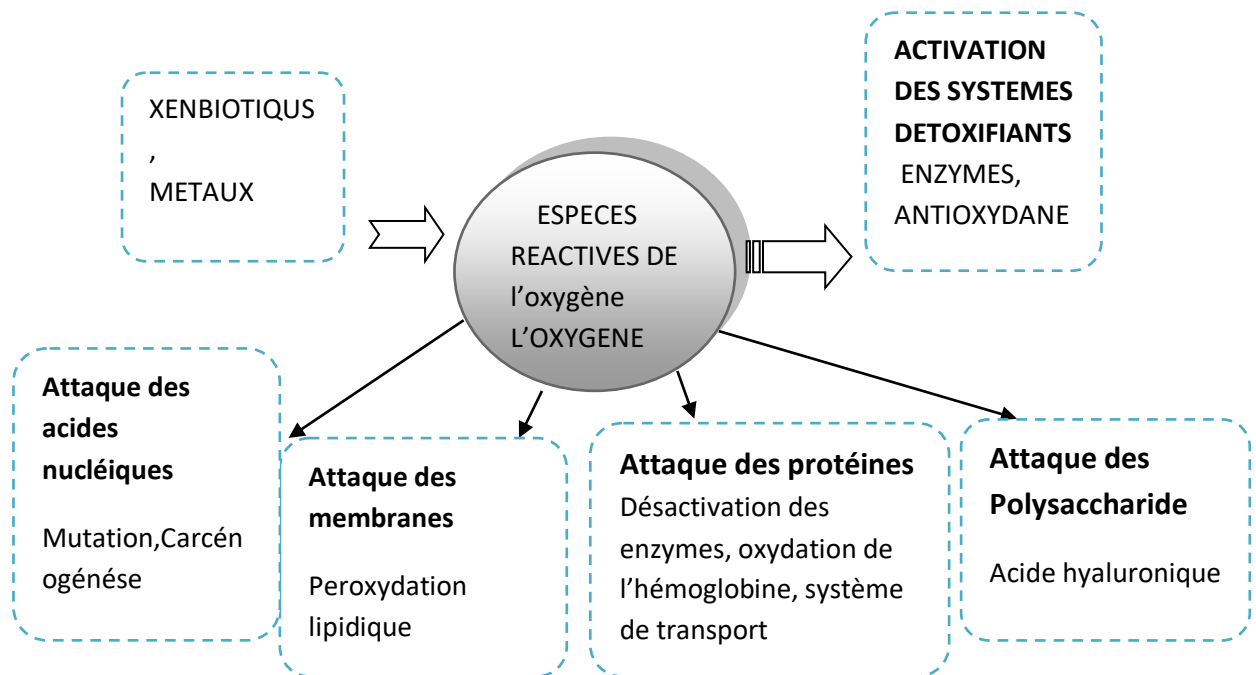 XENBIOTIQUS
,
METAUX
ACTIVATION
DES SYSTEMES
DETOXIFIANTS
ENZYMES,
ANTIOXYDANE
ESPECES
REACTIVES DE
l’oxygène
L’OXYGENE
Attaque des
acides
nucléiques
Mutation,Carcén
ogénése
Attaque des
membranes
Peroxydation
lipidique
Attaque des protéines
Désactivation des
enzymes, oxydation de
l’hémoglobine, système
de transport
Attaque des
Polysaccharide
Acide hyaluronique